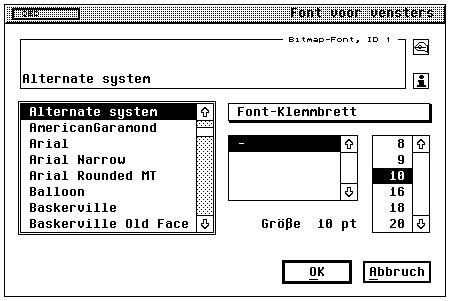 Font voor vensters
Bitmap-Font, ID 1
Alternate system
Alternate system
AmericanGaramond
Arial
Arial Narrow
Arial Rounded MT
Balloon
Baskerville
Baskerville Old Face
Font-Klemmbrett
-
8
9
10
16
18
20
Größe 10 pt
OK
Abbruch